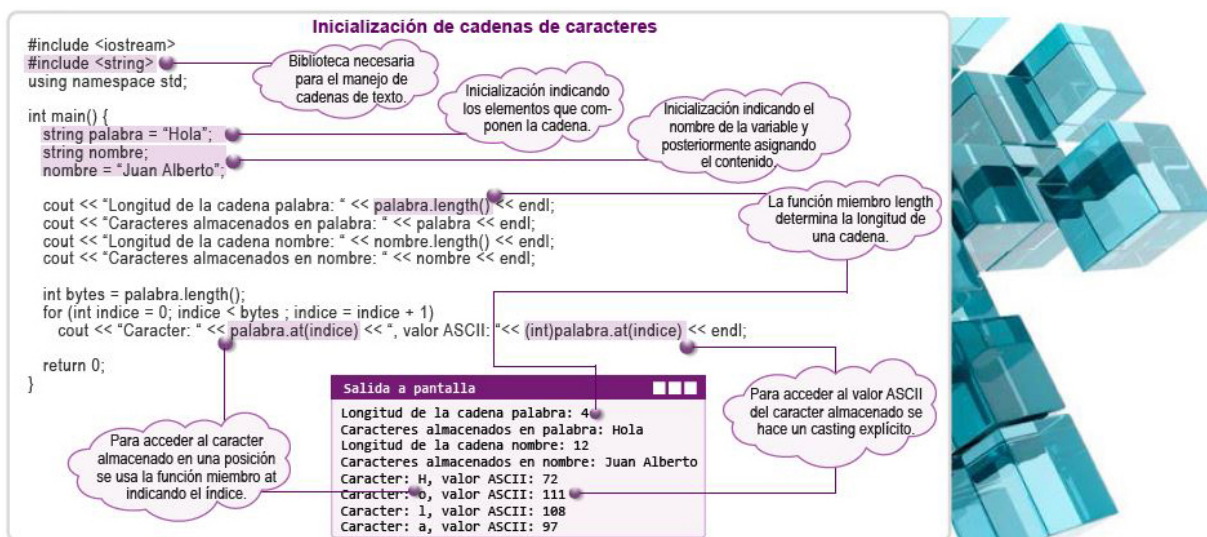 Inicialización de cadenas de caracteres
#include <iostream>
#include <string>
using namespace std;
Biblioteca necesaria
para el manejo de
cadenas de texto.
Inicialización indicando
los elementos que com-
ponen la cadena.
Inicialización indicando el
nombre de la variable y
posteriormente asignando
el contenido.
int main() {
string palabra = “Hola”;
string nombre;
nombre = “Juan Alberto”;
cout << “Longitud de la cadena palabra: “ << palabra.length() << endl;
cout << “Caracteres almacenados en palabra: “ << palabra << endl;
cout << “Longitud de la cadena nombre: “ << nombre.length() << endl;
cout << “Caracteres almacenados en nombre: “ << nombre << endl;
La función miembro length
determina la longitud de
una cadena.
int bytes = palabra.length();
for (int indice = 0; indice < bytes ; indice = indice + 1)
cout << “Caracter: “ << palabra.at(indice) << “, valor ASCII: “<< (int)palabra.at(indice) << endl;
return 0;
}
Para acceder al caracter
almacenado en una posición
se usa la función miembro at
indicando el índice.
Salida a pantalla
Longitud de la cadena palabra: 4
Caracteres almacenados en palabra: Hola
Longitud de la cadena nombre: 12
Caracteres almacenados en nombre: Juan Alberto
Caracter: H, valor ASCII: 72
Caracter: o, valor ASCII: 111
Caracter: l, valor ASCII: 108
Caracter: a, valor ASCII: 97
Para acceder al valor ASCII
del caracter almacenado se
hace un casting explícito.